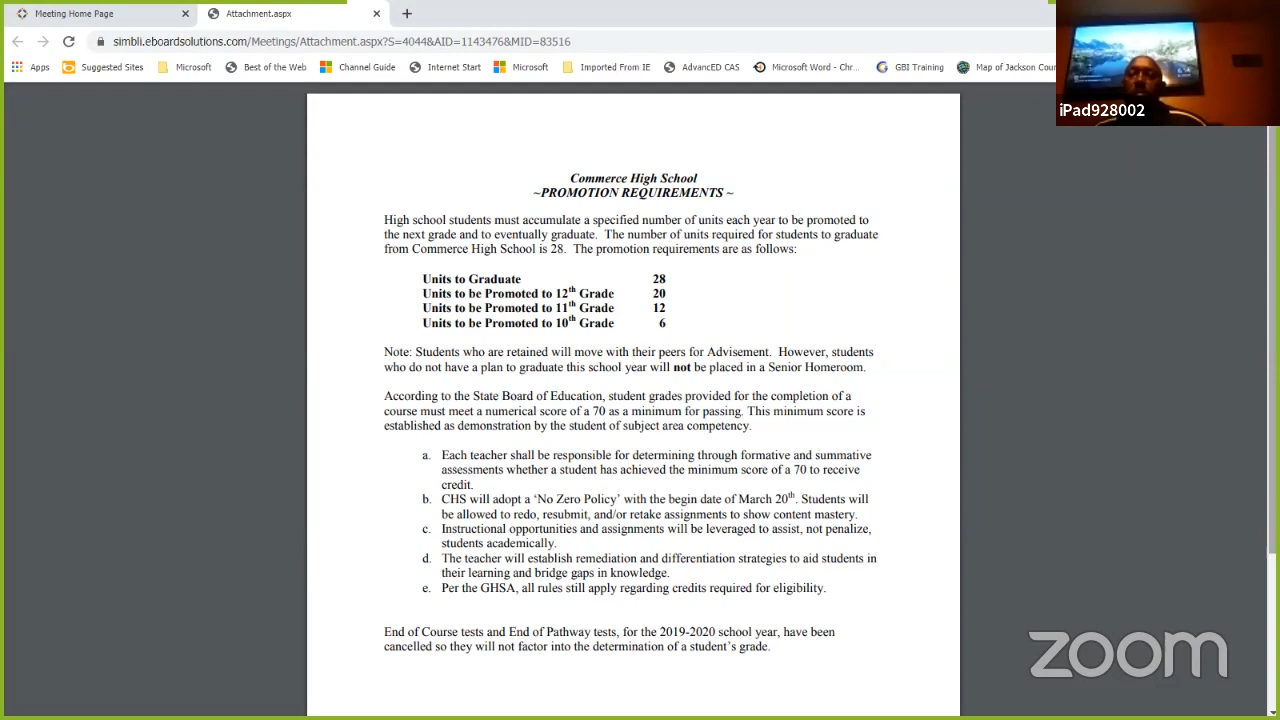 Meeting Home Page
Attachment.aspx
simbli.eboardsolutions.com/Meetings/Attachment.aspx?S=4044&AID=1143476&MID=83516
Apps Suggested Sites Microsoft Best of the Web Channel Guide Internet Start Microsoft Imported From IE AdvancED CAS Microsoft Word - Chr... GBI Training Map of Jackson Coun
iPad928002
Commerce High School
~PROMOTION REQUIREMENTS ~
High school students must accumulate a specified number of units each year to be promoted to
the next grade and to eventually graduate. The number of units required for students to graduate
from Commerce High School is 28. The promotion requirements are as follows:
Units to Graduate 28
Units to be Promoted to 12th Grade 20
Units to be Promoted to 11th Grade 12
Units to be Promoted to 10th Grade 6
Note: Students who are retained will move with their peers for Advisement. However, students
who do not have a plan to graduate this school year will not be placed in a Senior Homeroom.
According to the State Board of Education, student grades provided for the completion of a
course must meet a numerical score of a 70 as a minimum for passing. This minimum score is
established as demonstration by the student of subject area competency.
a. Each teacher shall be responsible for determining through formative and summative
assessments whether a student has achieved the minimum score of a 70 to receive
credit.
b. CHS will adopt a ‘No Zero Policy’ with the begin date of March 20th. Students will
be allowed to redo, resubmit, and/or retake assignments to show content mastery.
c. Instructional opportunities and assignments will be leveraged to assist, not penalize,
students academically.
d. The teacher will establish remediation and differentiation strategies to aid students in
their learning and bridge gaps in knowledge.
e. Per the GHSA, all rules still apply regarding credits required for eligibility.
End of Course tests and End of Pathway tests, for the 2019-2020 school year, have been
cancelled so they will not factor into the determination of a student’s grade.
zoom